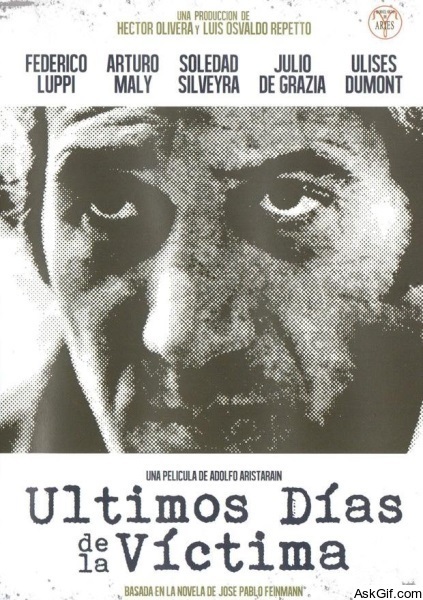 UNA PRODUCCION DE
HECTOR OLIVERA Y LUIS OSVALDO REPETTO
ARTES
FEDERICO LUPPI
ARTURO MALY
SOLEDAD SILVEYRA
JULIO DE GRAZIA
ULISES DUMONT
UNA PELICULA DE ADOLFO ARISTARAIN
Ultimos Días
de la Víctima
BASADA EN LA NOVELA DE JOSE PABLO FEINMANN
AskGif.com